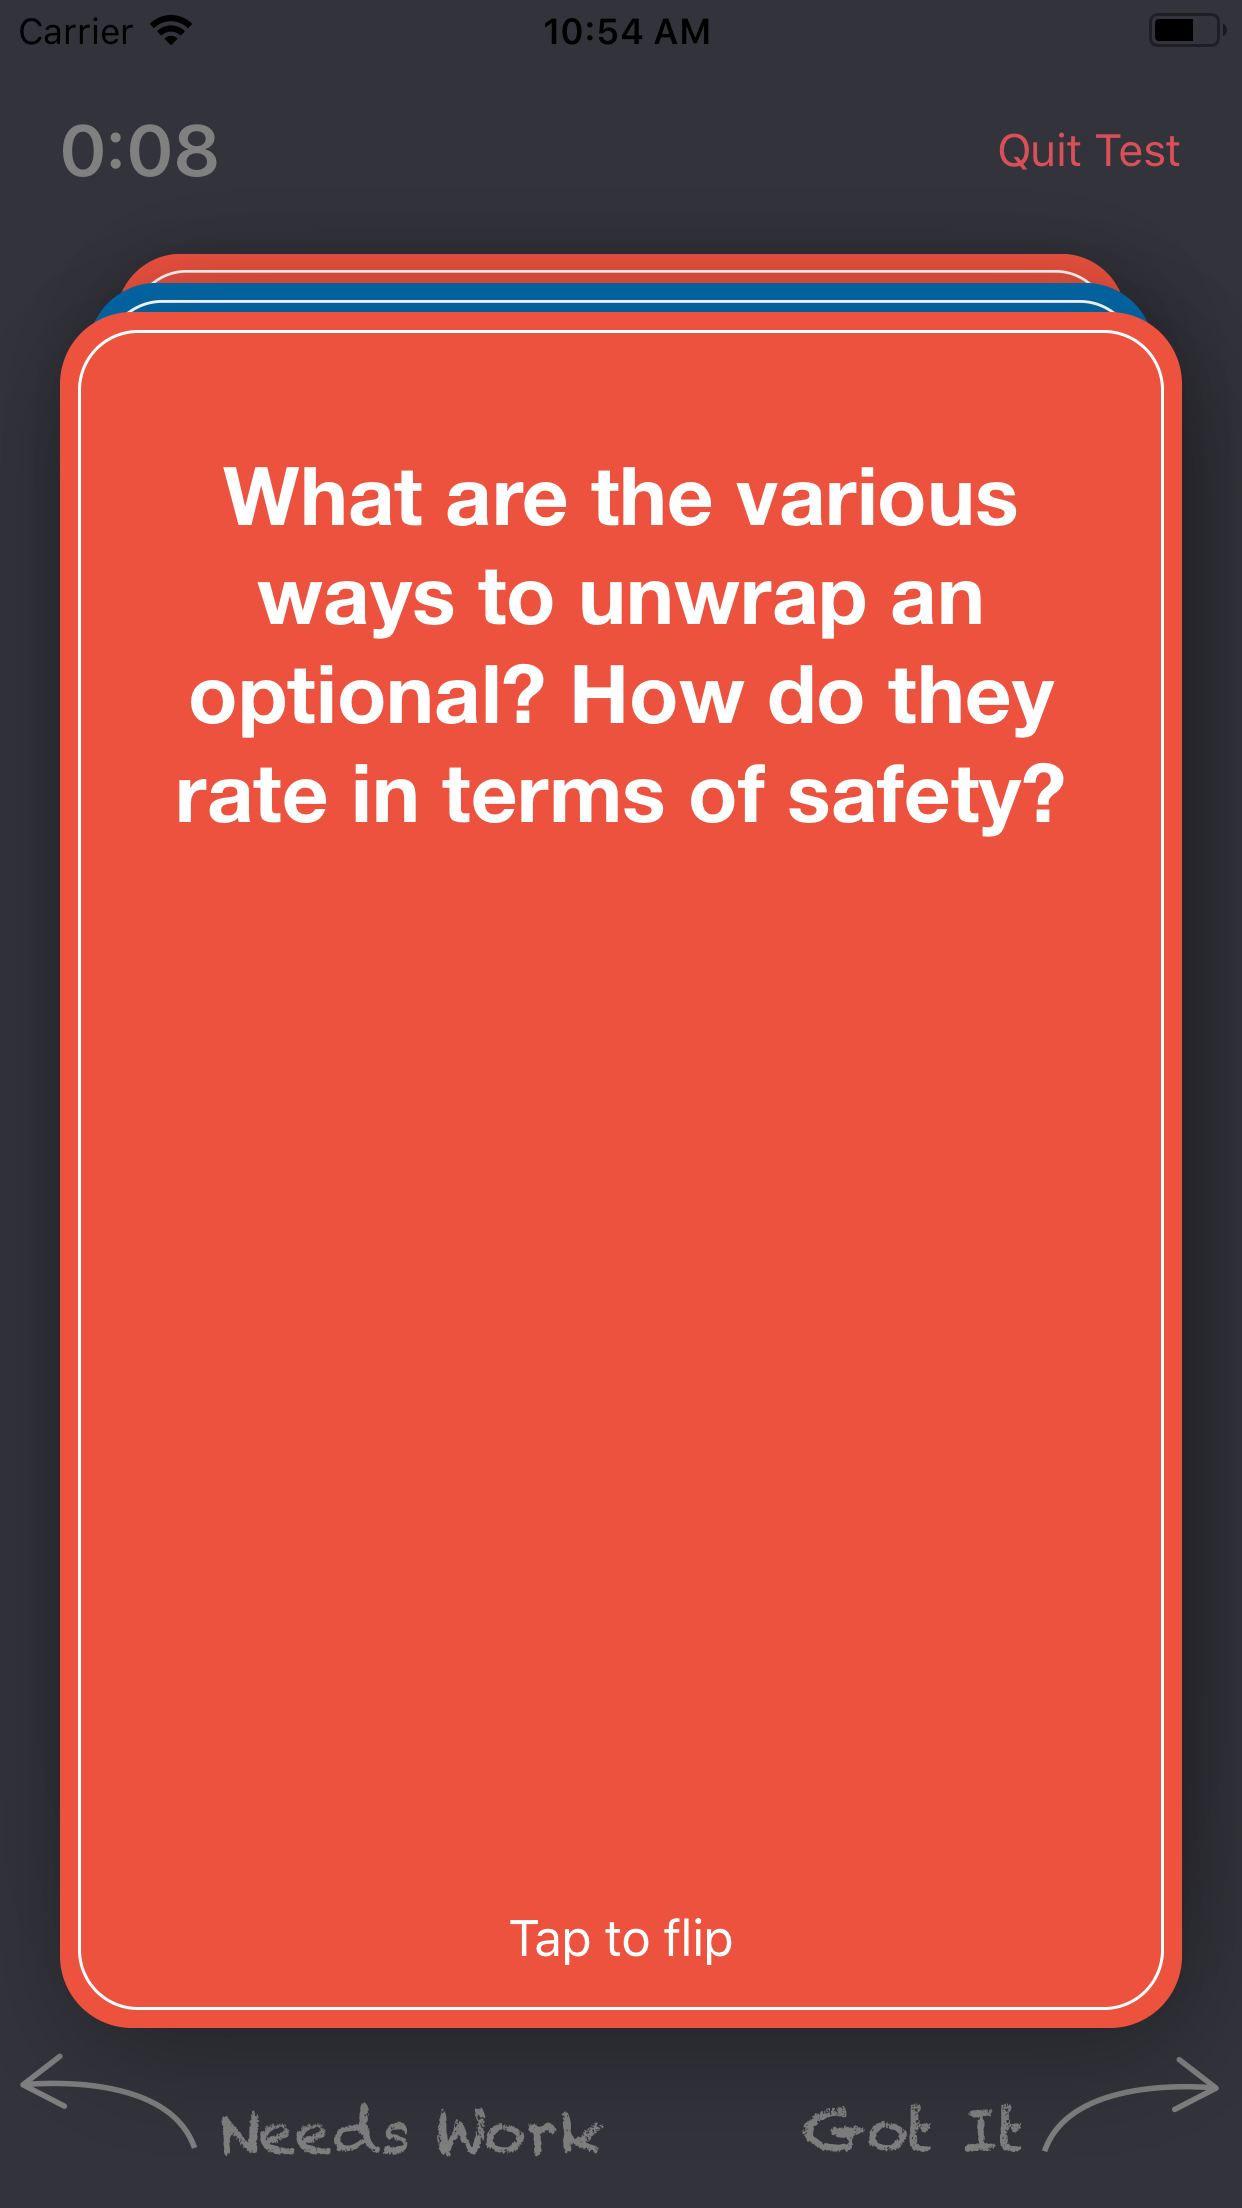 Carrier
10:54 AM
0:08
Quit Test
What are the various
ways to unwrap an
optional? How do they
rate in terms of safety?
Tap to flip
Needs Work
Got It